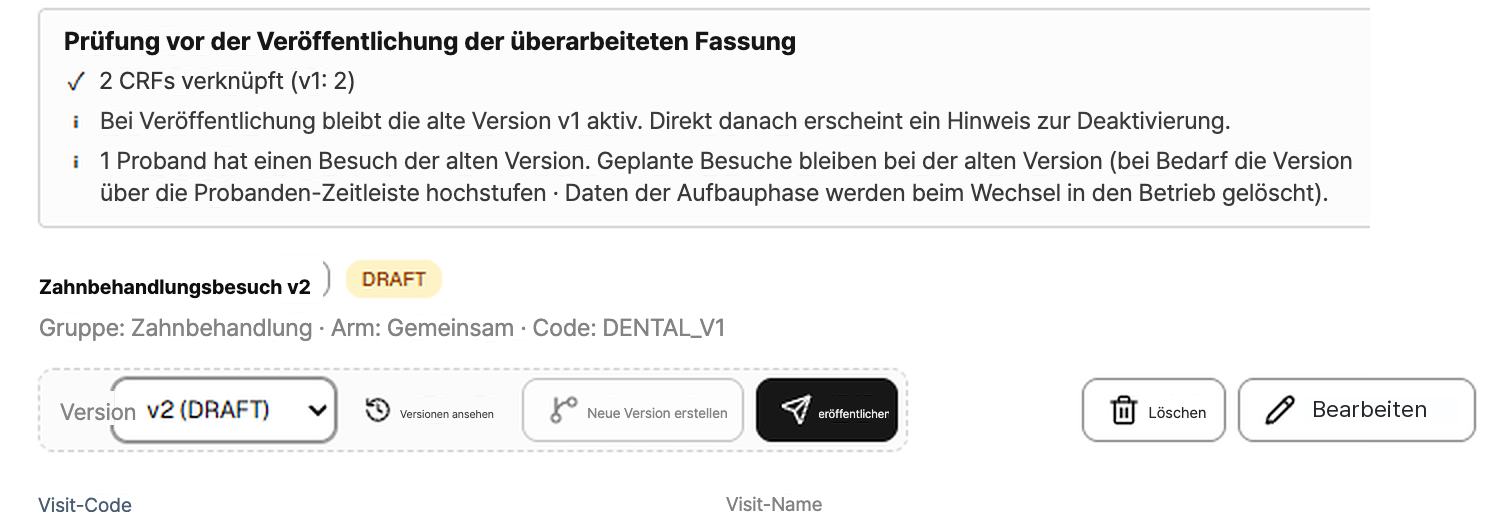 Prüfung vor der Veröffentlichung der überarbeiteten Fassung
✓ 2 CRFs verknüpft (v1: 2)
i Bei Veröffentlichung bleibt die alte Version v1 aktiv. Direkt danach erscheint ein Hinweis zur Deaktivierung.
i 1 Proband hat einen Besuch der alten Version. Geplante Besuche bleiben bei der alten Version (bei Bedarf die Version
über die Probanden-Zeitleiste hochstufen · Daten der Aufbauphase werden beim Wechsel in den Betrieb gelöscht).
Zahnbehandlungsbesuch v2 ) DRAFT
Gruppe: Zahnbehandlung · Arm: Gemeinsam · Code: DENTAL_V1
Version v2 (DRAFT) Versionen ansehen Neue Version erstellen eröffentlicher Löschen Bearbeiten
Visit-Code Visit-Name